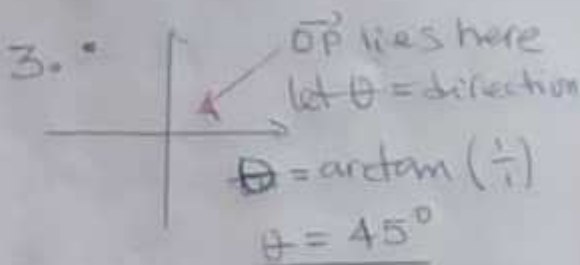 3. OP lies here
let θ = direction
θ = arctan (1/1)
θ = 45°